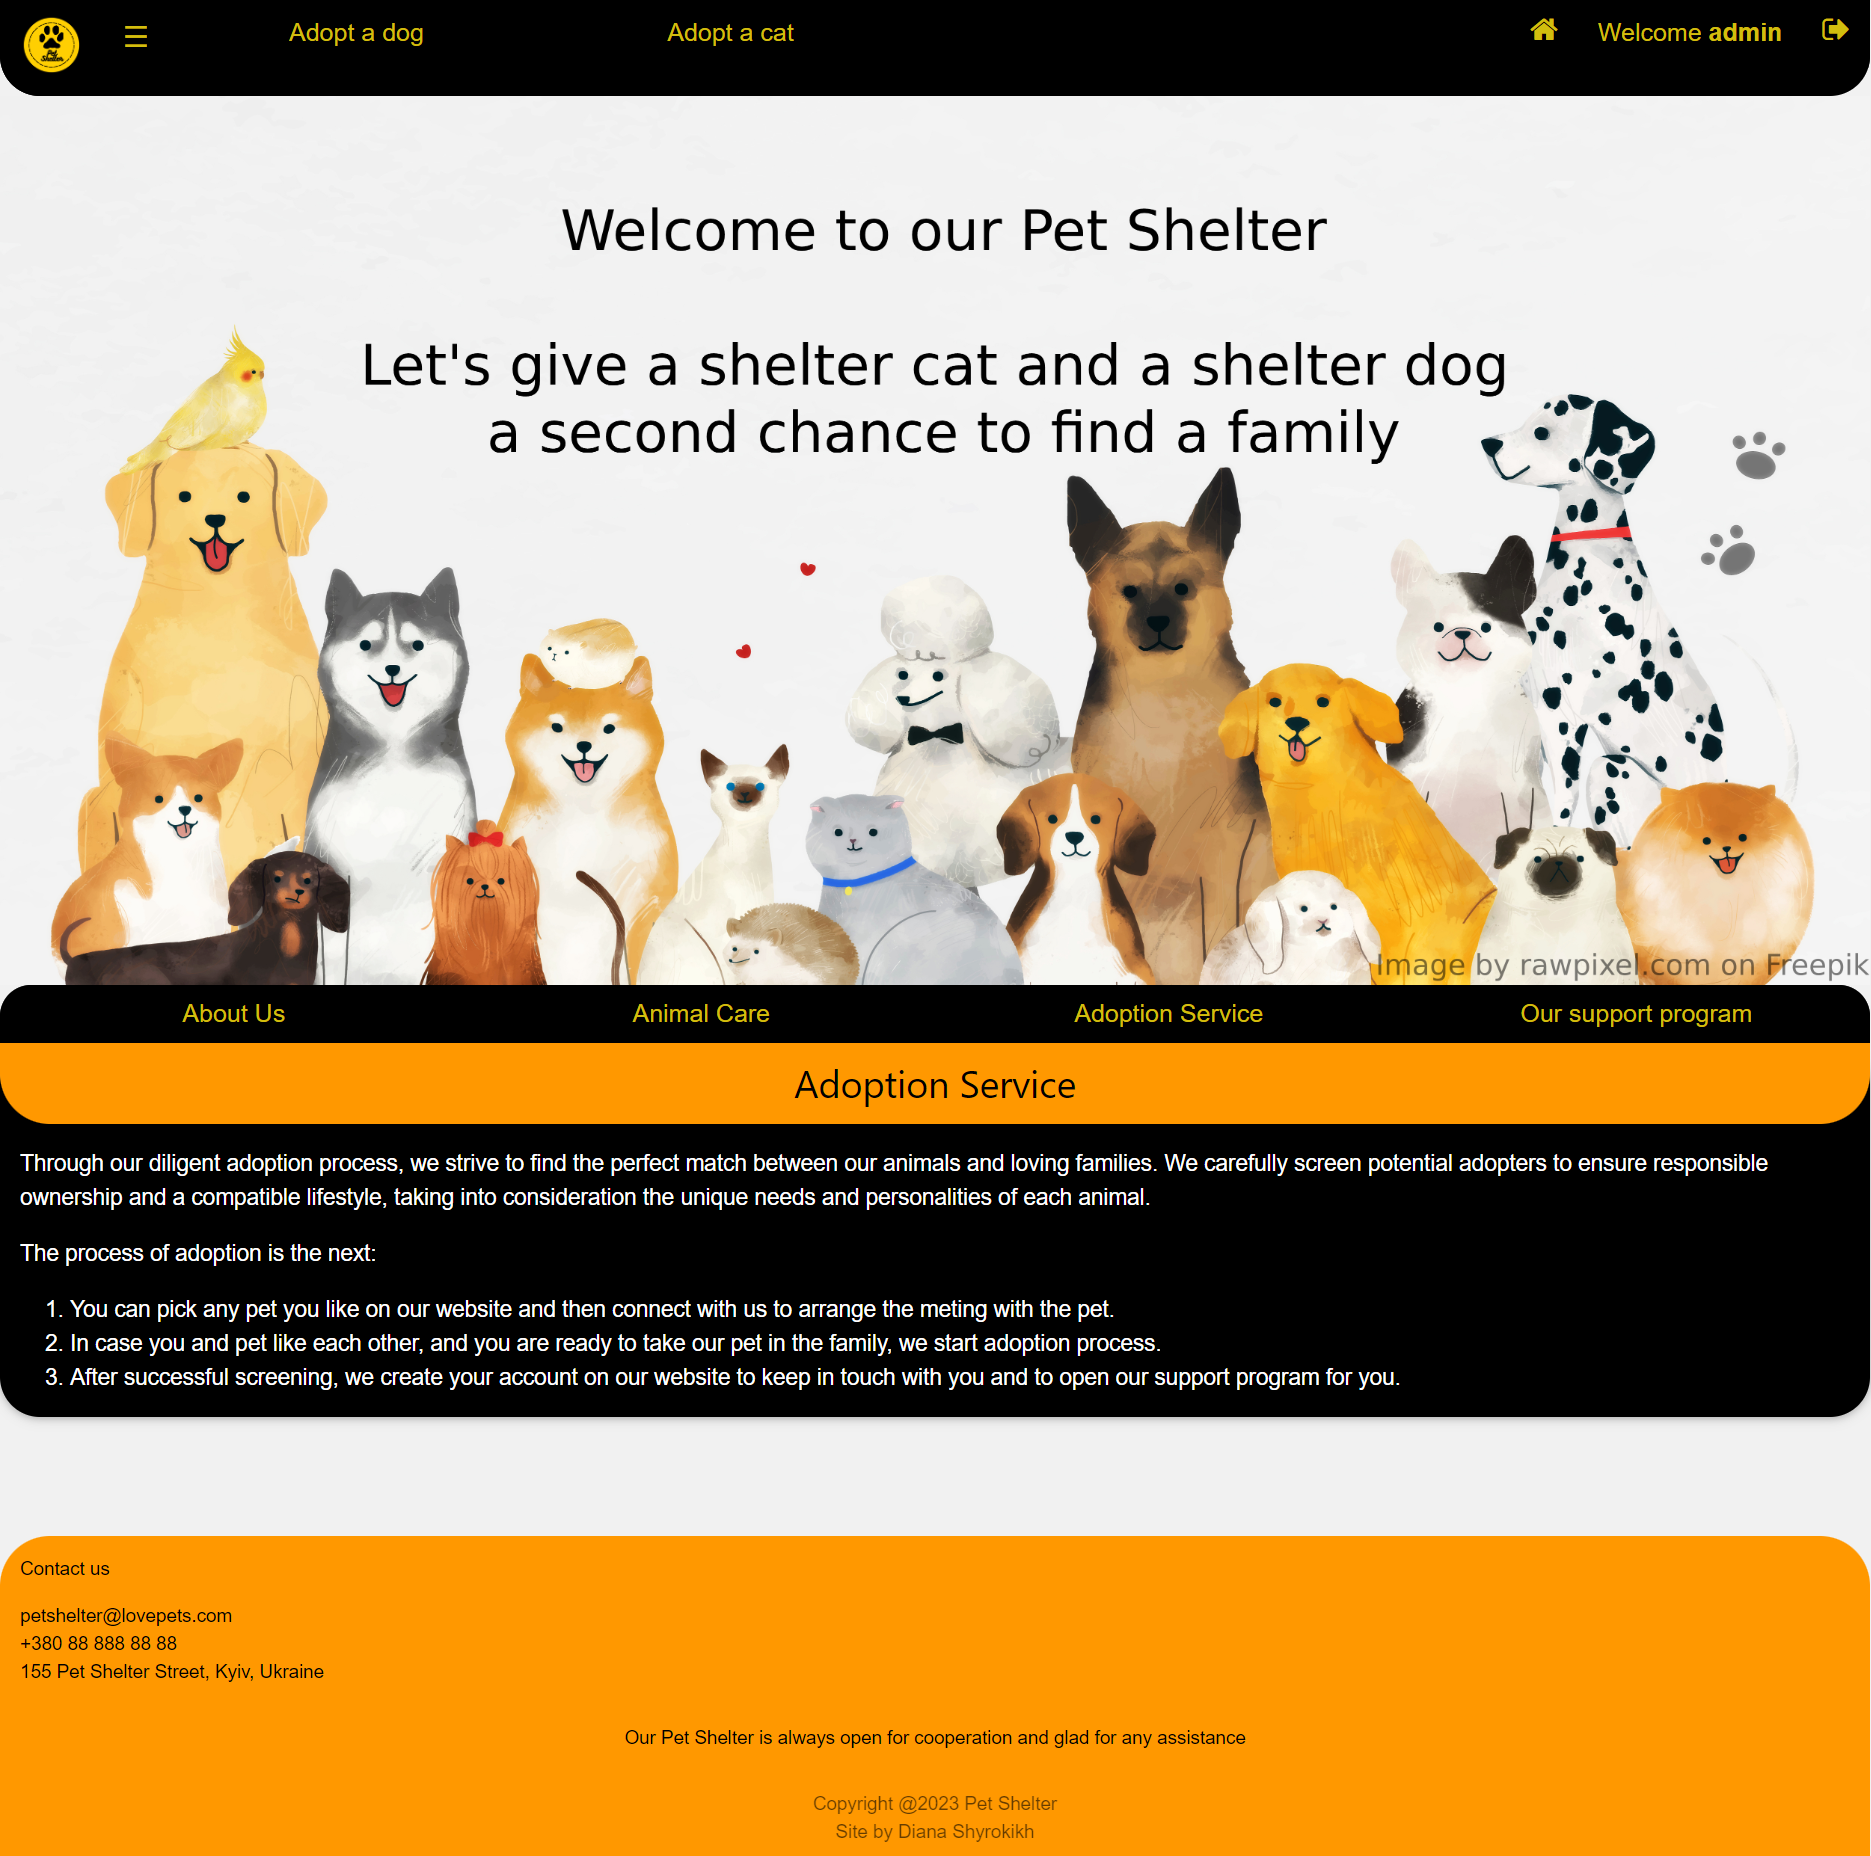 Pet
Shelter
Adopt a dog
Adopt a cat
Welcome admin
Welcome to our Pet Shelter
Let's give a shelter cat and a shelter dog
a second chance to find a family
Image by rawpixel.com on Freepik
About Us
Animal Care
Adoption Service
Our support program
Adoption Service
Through our diligent adoption process, we strive to find the perfect match between our animals and loving families. We carefully screen potential adopters to ensure responsible
ownership and a compatible lifestyle, taking into consideration the unique needs and personalities of each animal.
The process of adoption is the next:
1. You can pick any pet you like on our website and then connect with us to arrange the meting with the pet.
2. In case you and pet like each other, and you are ready to take our pet in the family, we start adoption process.
3. After successful screening, we create your account on our website to keep in touch with you and to open our support program for you.
Contact us
petshelter@lovepets.com
+380 88 888 88 88
155 Pet Shelter Street, Kyiv, Ukraine
Our Pet Shelter is always open for cooperation and glad for any assistance
Copyright @2023 Pet Shelter
Site by Diana Shyrokikh